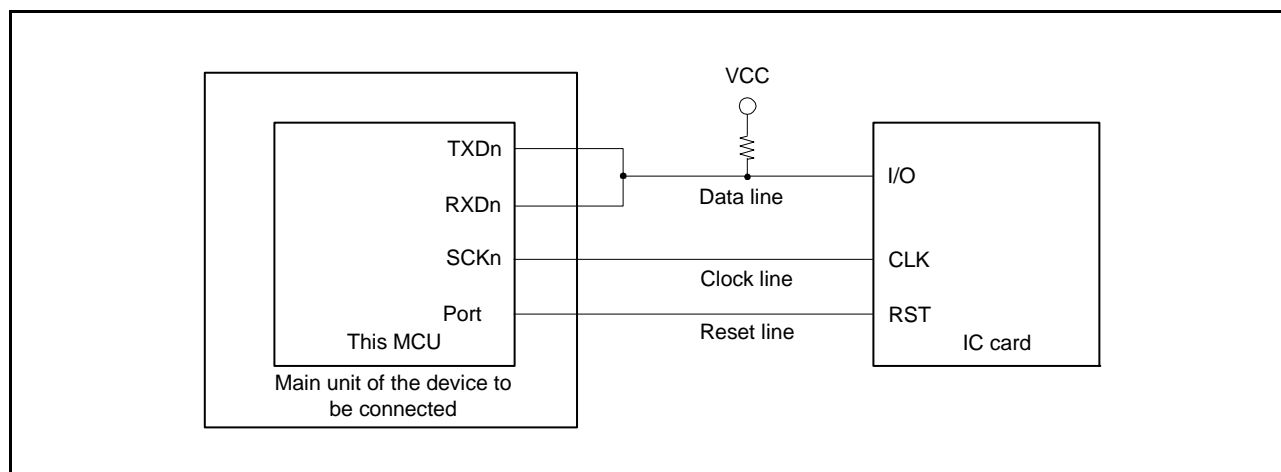 VCC
TXDn
I/O
Data line
RXDn
SCKn
CLK
Clock line
Port
RST
Reset line
This MCU
IC card
Main unit of the device to
be connected